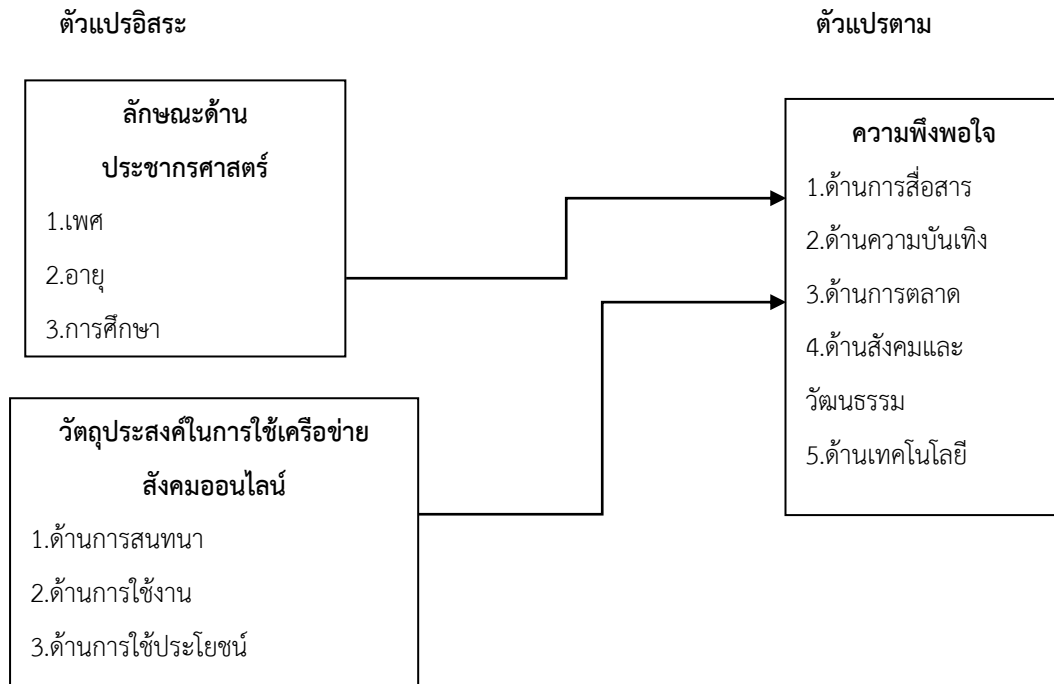 ตัวแปรอิสระ
ตัวแปรตาม
ลักษณะด้าน
ประชากรศาสตร์
1.เพศ
2.อายุ
3.การศึกษา
วัตถุประสงค์ในการใช้เครือข่าย
สังคมออนไลน์
1.ด้านการสนทนา
2.ด้านการใช้งาน
3.ด้านการใช้ประโยชน์
ความพึงพอใจ
1.ด้านการสื่อสาร
2.ด้านความบันเทิง
3.ด้านการตลาด
4.ด้านสังคมและ
วัฒนธรรม
5.ด้านเทคโนโลยี